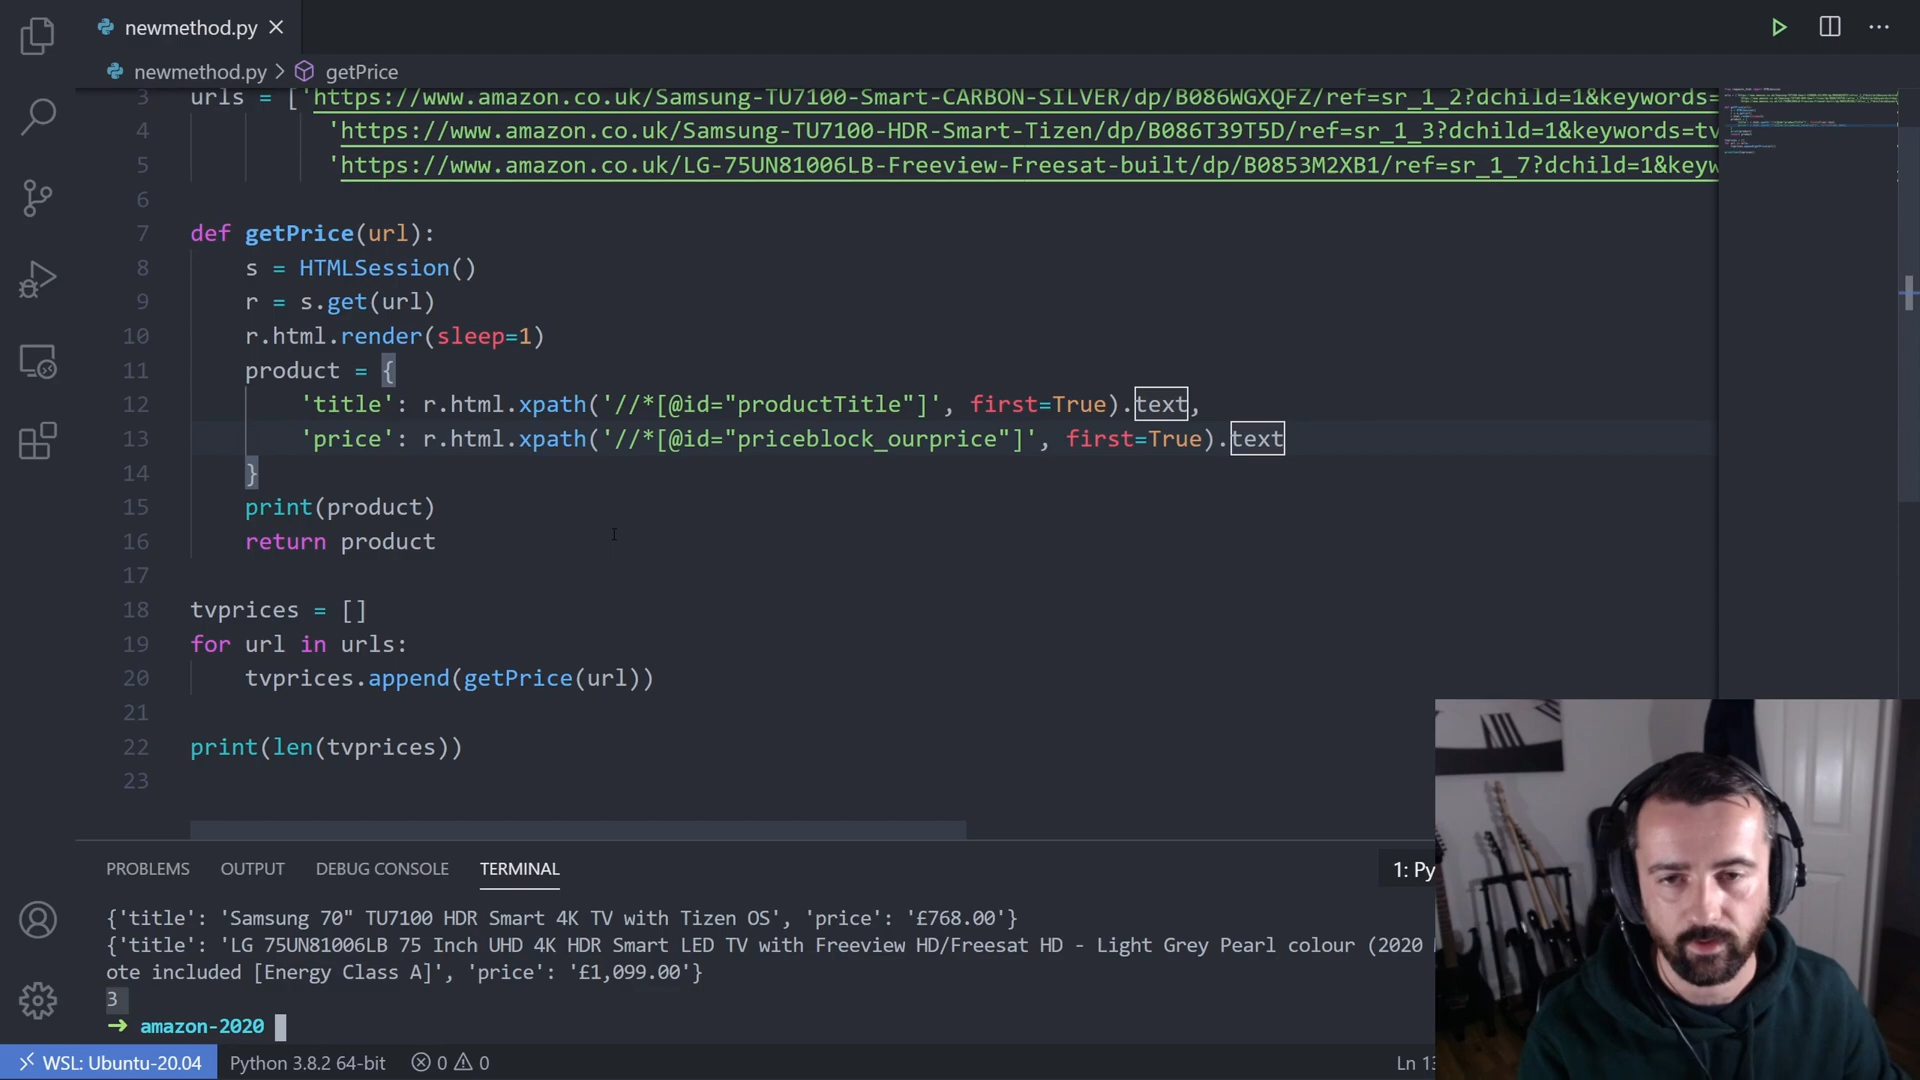 newmethod.py
newmethod.py > getPrice
3 urls = ['https://www.amazon.co.uk/Samsung-TU7100-Smart-CARBON-SILVER/dp/B086WGXQFZ/ref=sr_1_2?dchild=1&keywords=
4 'https://www.amazon.co.uk/Samsung-TU7100-HDR-Smart-Tizen/dp/B086T39T5D/ref=sr_1_3?dchild=1&keywords=tv
5 'https://www.amazon.co.uk/LG-75UN81006LB-Freeview-Freesat-built/dp/B0853M2XB1/ref=sr_1_7?dchild=1&keyw
6
7 def getPrice(url):
8 s = HTMLSession()
9 r = s.get(url)
10 r.html.render(sleep=1)
11 product = {
12 'title': r.html.xpath('//*[@id="productTitle"]', first=True).text,
13 'price': r.html.xpath('//*[@id="priceblock_ourprice"]', first=True).text
14 }
15 print(product)
16 return product
17
18 tvprices = []
19 for url in urls:
20 tvprices.append(getPrice(url))
21
22 print(len(tvprices))
23
PROBLEMS OUTPUT DEBUG CONSOLE TERMINAL 1: Py
{'title': 'Samsung 70" TU7100 HDR Smart 4K TV with Tizen OS', 'price': '£768.00'}
{'title': 'LG 75UN81006LB 75 Inch UHD 4K HDR Smart LED TV with Freeview HD/Freesat HD - Light Grey Pearl colour (2020
ote included [Energy Class A]', 'price': '£1,099.00'}
3
➜ amazon-2020
WSL: Ubuntu-20.04 Python 3.8.2 64-bit 0 0 Ln 13